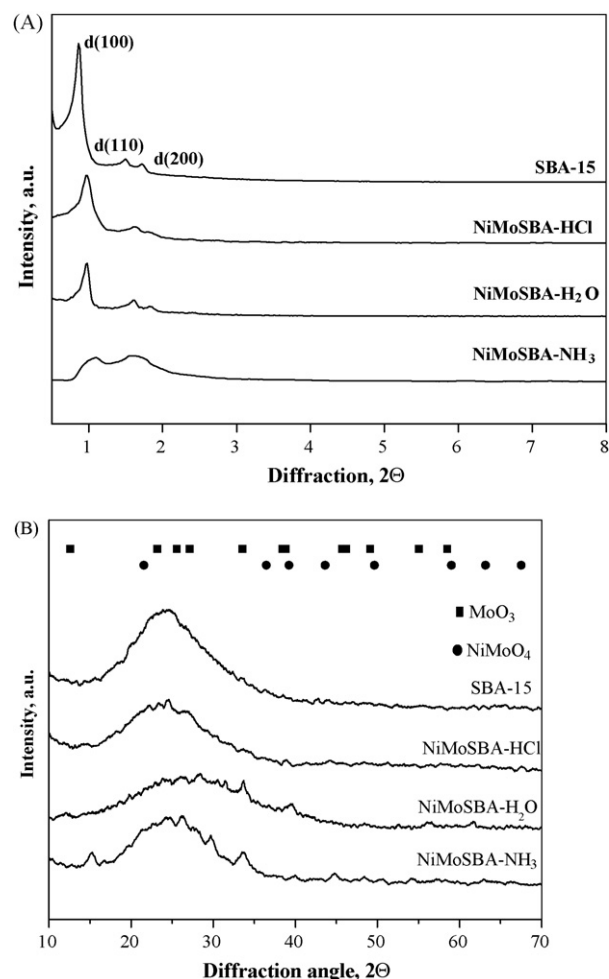 (A)
d(100)
d(110)
d(200)
SBA-15
NiMoSBA-HCl
NiMoSBA-H₂O
NiMoSBA-NH₃
Intensity, a.u.
1 2 3 4 5 6 7 8
Diffraction, 2Θ
(B)
■ MoO₃
● NiMoO₄
SBA-15
NiMoSBA-HCl
NiMoSBA-H₂O
NiMoSBA-NH₃
Intensity, a.u.
10 20 30 40 50 60 70
Diffraction angle, 2Θ